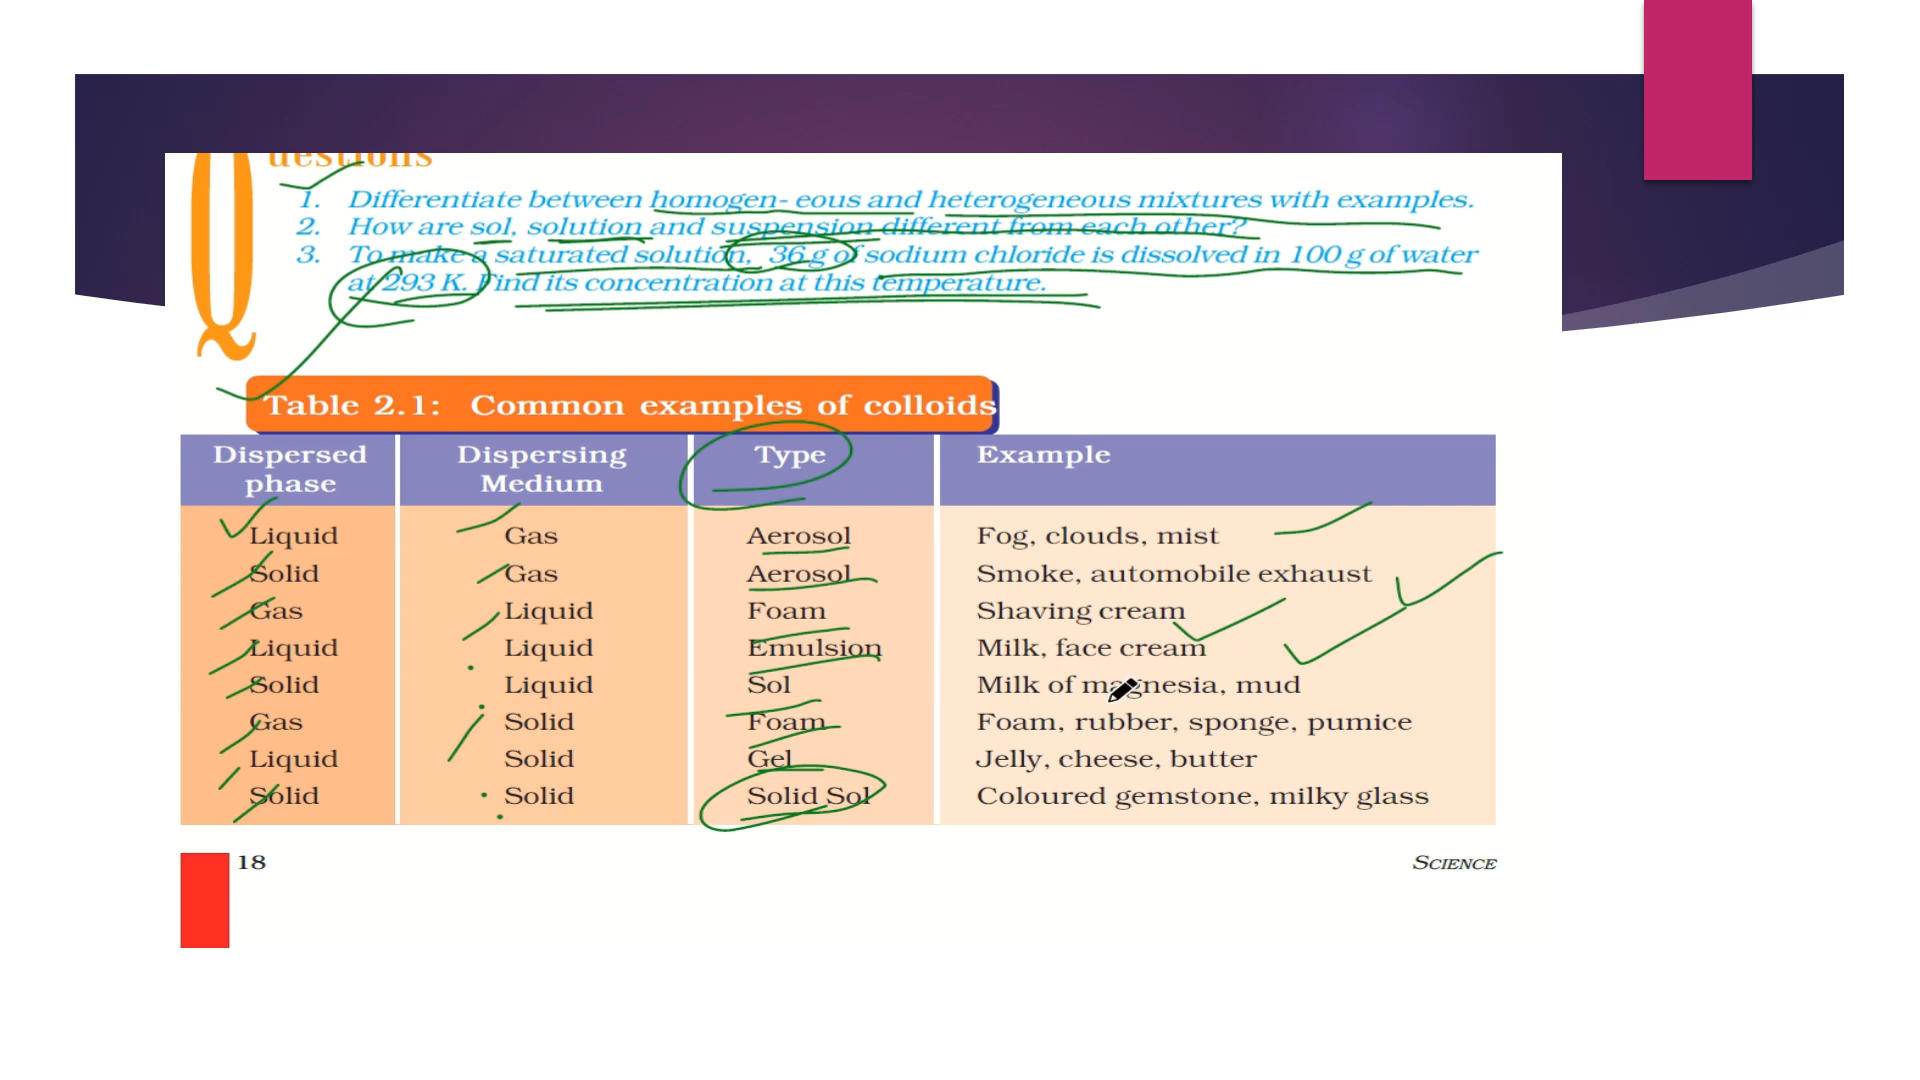 Questions
1. Differentiate between homogen- eous and heterogeneous mixtures with examples.
2. How are sol, solution and suspension different from each other?
3. To make a saturated solution, 36 g of sodium chloride is dissolved in 100 g of water
at 293 K. Find its concentration at this temperature.
Table 2.1: Common examples of colloids
Dispersed phase Dispersing Medium Type Example
Liquid Gas Aerosol Fog, clouds, mist
Solid Gas Aerosol Smoke, automobile exhaust
Gas Liquid Foam Shaving cream
Liquid Liquid Emulsion Milk, face cream
Solid Liquid Sol Milk of magnesia, mud
Gas Solid Foam Foam, rubber, sponge, pumice
Liquid Solid Gel Jelly, cheese, butter
Solid Solid Solid Sol Coloured gemstone, milky glass
18 SCIENCE